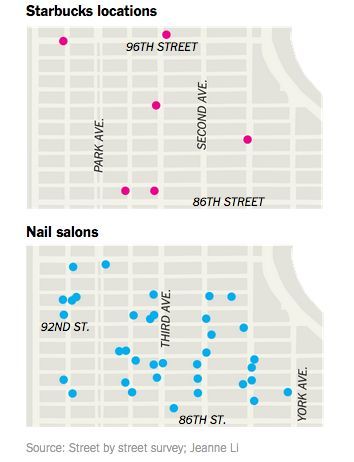 Starbucks locations
96TH STREET
PARK AVE.
SECOND AVE.
86TH STREET
Nail salons
THIRD AVE.
92ND ST.
YORK AVE.
86TH ST.
Source: Street by street survey; Jeanne Li